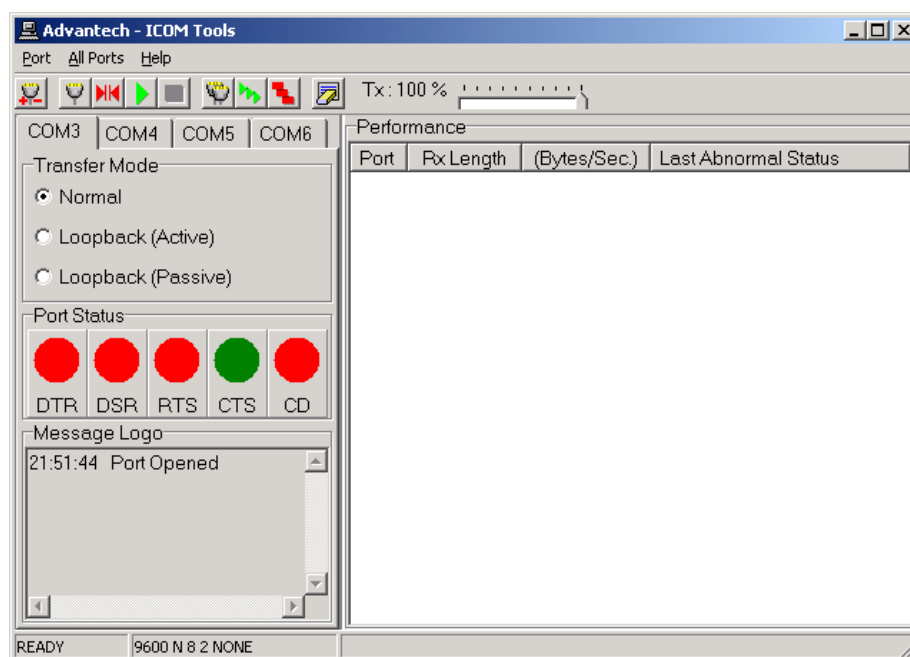 Advantech - ICOM Tools
Port All Ports Help
Tx : 100 %
COM3 COM4 COM5 COM6
Transfer Mode
Normal
Loopback (Active)
Loopback (Passive)
Port Status
DTR DSR RTS CTS CD
Message Logo
21:51:44 Port Opened
Performance
Port Rx Length (Bytes/Sec.) Last Abnormal Status
READY 9600 N 8 2 NONE